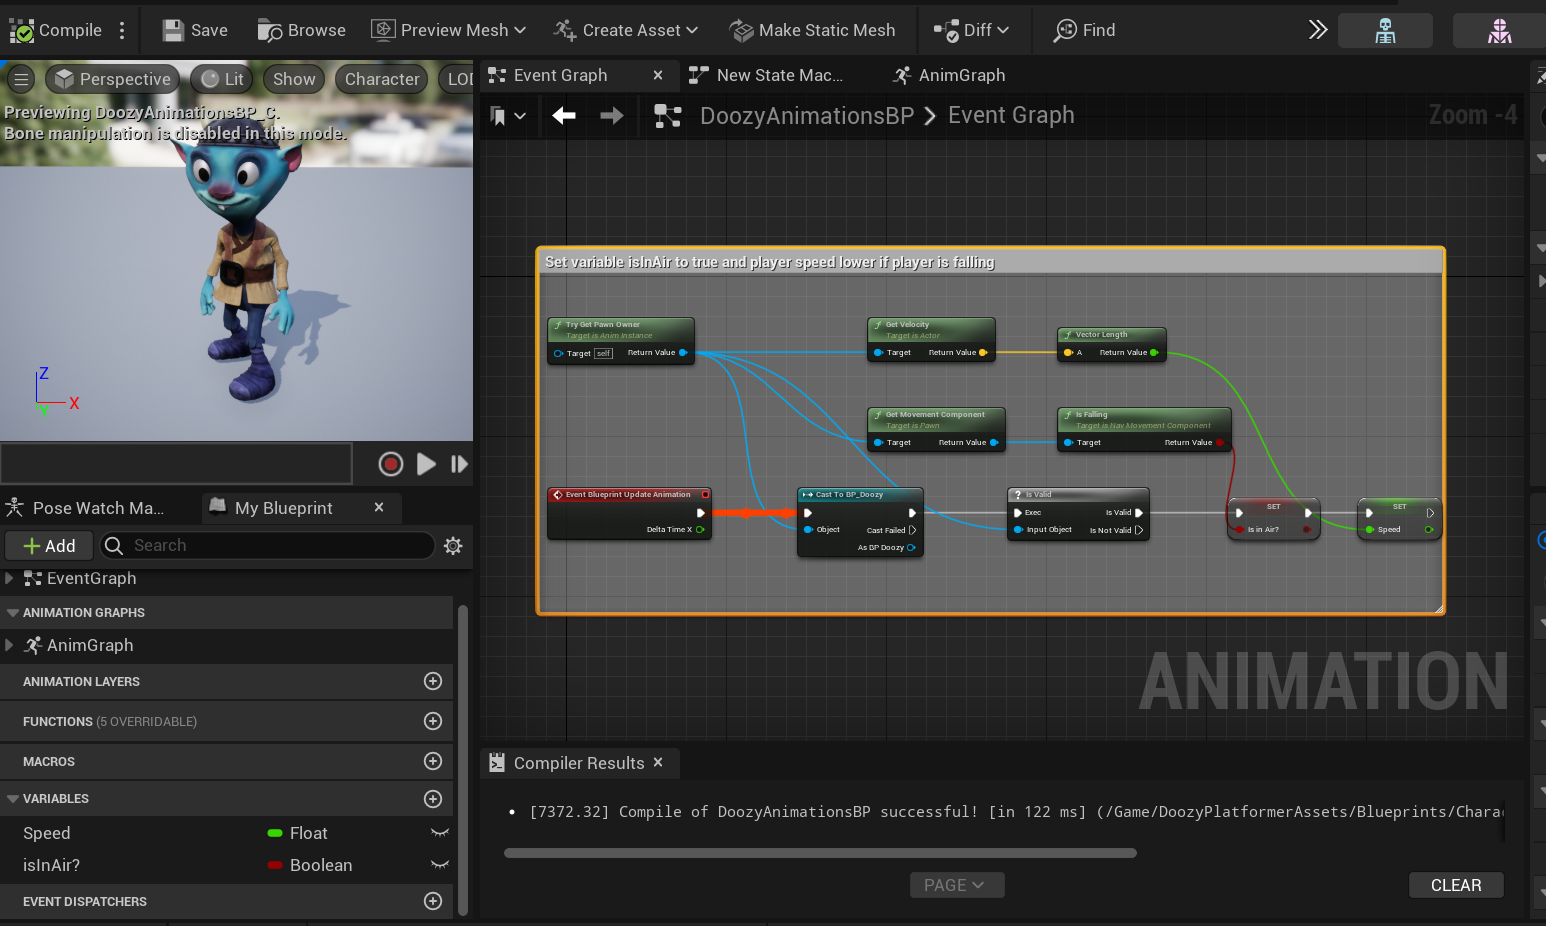 Compile
Save
Browse
Preview Mesh
Create Asset
Make Static Mesh
Diff
Find
Perspective
Lit
Show
Character
LOD
Previewing DoozyAnimationsBP_C.
Bone manipulation is disabled in this mode.
Z
X
Y
Event Graph
New State Mac...
AnimGraph
DoozyAnimationsBP > Event Graph
Zoom -4
Set variable isInAir to true and player speed lower if player is falling
Try Get Pawn Owner
Target is Anim Instance
Target self Return Value
Get Velocity
Target is Actor
Target Return Value
Vector Length
A Return Value
Get Movement Component
Target is Pawn
Target Return Value
Is Falling
Target is Nav Movement Component
Target Return Value
Event Blueprint Update Animation
Delta Time X
Cast To BP_Doozy
Object
Cast Failed
As BP Doozy
Is Valid
Exec Is Valid
Input Object Is Not Valid
SET
Is in Air?
SET
Speed
ANIMATION
Pose Watch Ma...
My Blueprint
Add
Search
EventGraph
ANIMATION GRAPHS
AnimGraph
ANIMATION LAYERS
FUNCTIONS (5 OVERRIDABLE)
MACROS
VARIABLES
Speed Float
isInAir? Boolean
EVENT DISPATCHERS
Compiler Results
[7372.32] Compile of DoozyAnimationsBP successful! [in 122 ms] (/Game/DoozyPlatformerAssets/Blueprints/Chara
PAGE
CLEAR